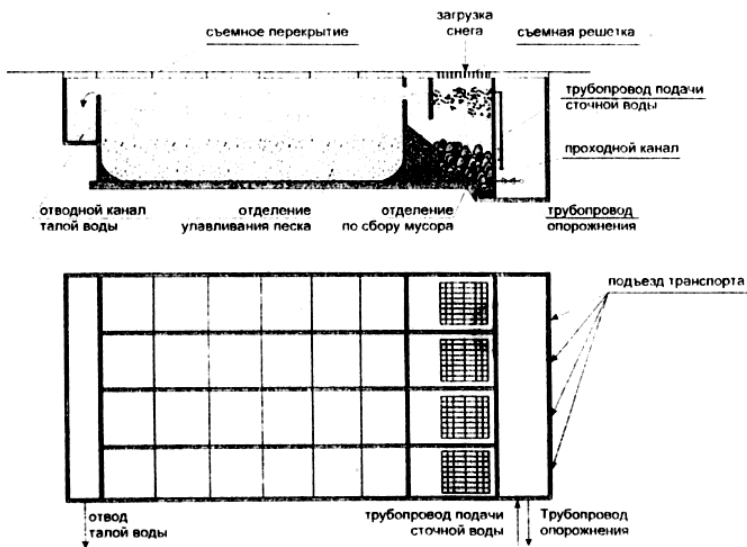 загрузка
снега
съемное перекрытие
съемная решетка
трубопровод подачи
сточной воды
проходной канал
отводной канал
талой воды
отделение
улавливания песка
отделение
по сбору мусора
трубопровод
опорожнения
подъезд транспорта
отвод
талой воды
трубопровод подачи
сточной воды
Трубопровод
опорожнения